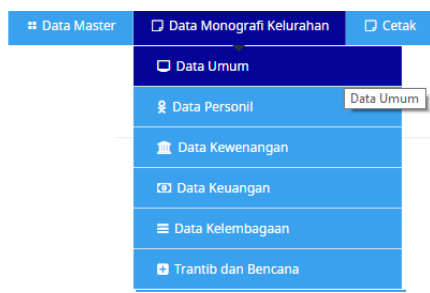 Data Master Data Monografi Kelurahan Cetak
Data Umum
Data Umum
Data Personil
Data Kewenangan
Data Keuangan
Data Kelembagaan
Trantib dan Bencana